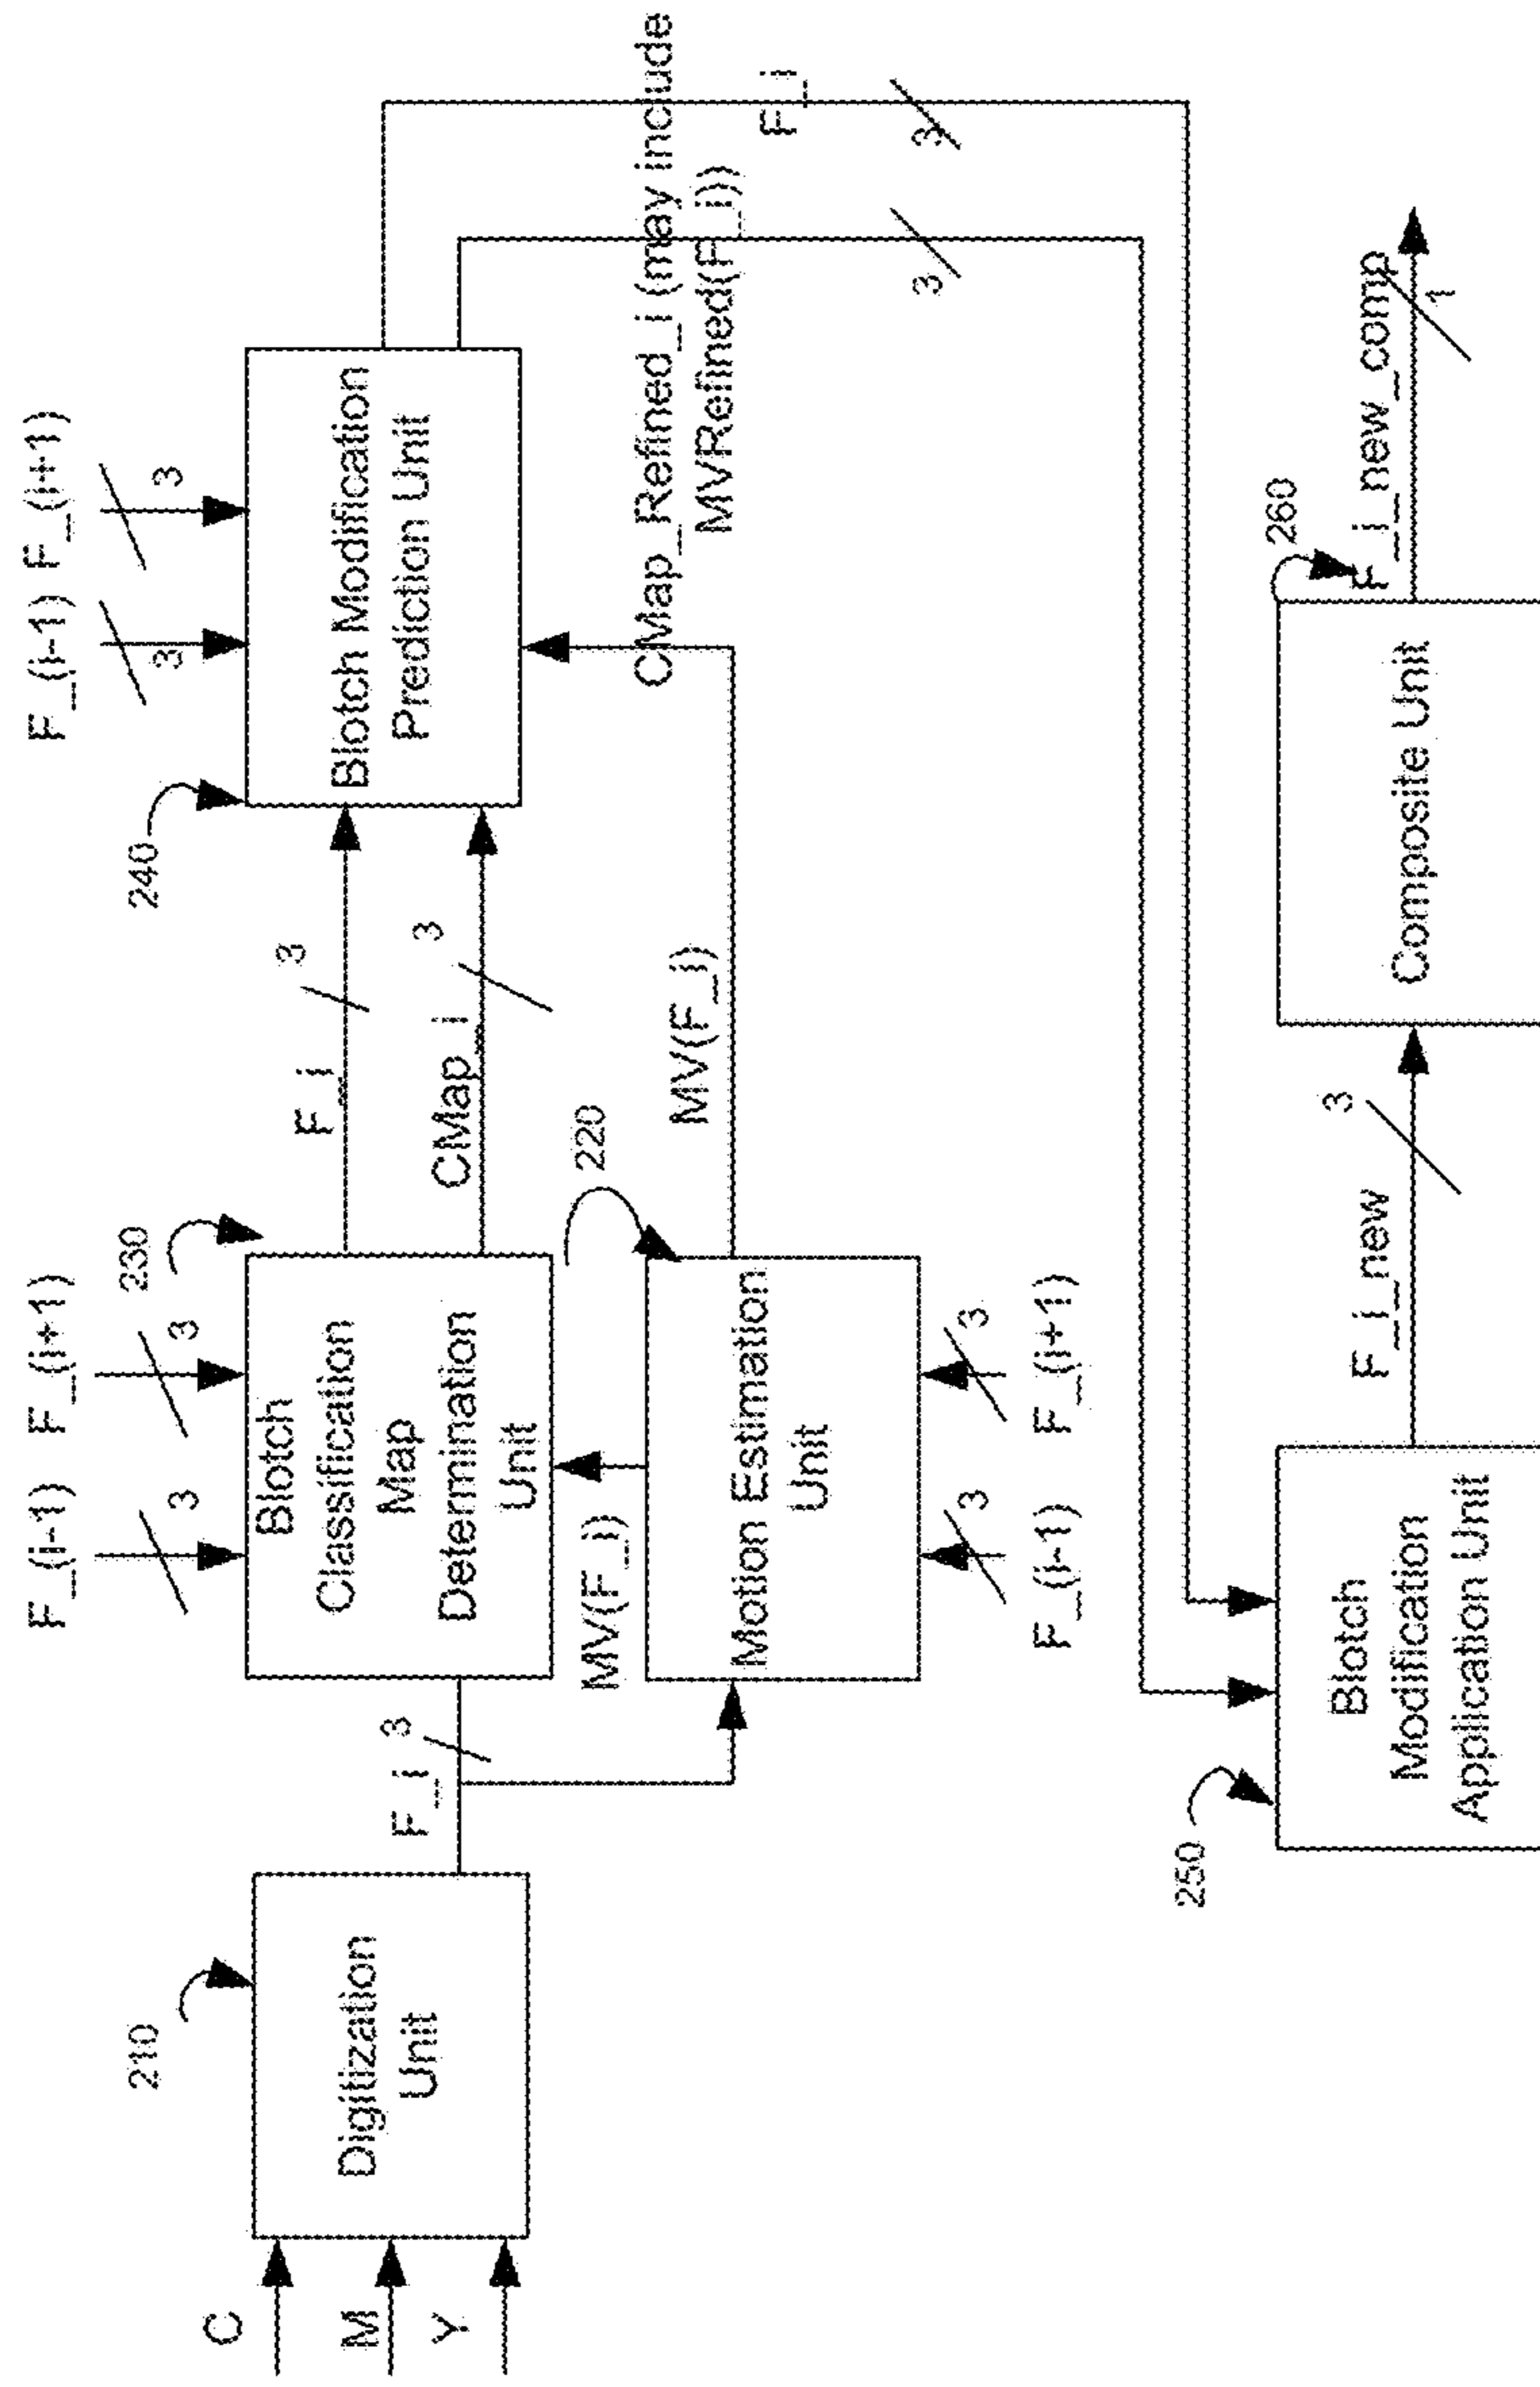 C
M
Y
210
Digitization
Unit
F_i
3
F_(i-1)
F_(i+1)
3
3
230
Blotch
Classification
Map
Determination
Unit
MV(F_i)
220
Motion Estimation
Unit
3
3
F_(i-1)
F_(i+1)
F_i
3
CMap_i
3
MV(F_i)
240
F_(i-1)
F_(i+1)
3
3
Blotch Modification
Prediction Unit
CMap_Refined_i (may include
MVRefined(F_i))
F_i
3
3
250
Blotch
Modification
Application Unit
F_i_new
3
260
Composite Unit
F_i_new_comp
1